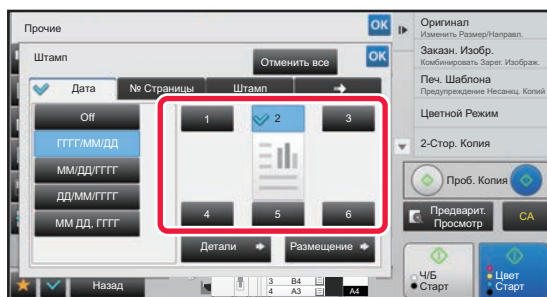 Прочие
OK
Штамп
Отменить все
OK
Дата
№ Страницы
Штамп
Off
ГГГГ/ММ/ДД
ММ/ДД/ГГГГ
ДД/ММ/ГГГГ
ММ ДД, ГГГГ
1
2
3
4
5
6
Детали
Размещение
Назад
3 B4
4 A3
A4
Оригинал
Изменить Размер/Направл.
Заказн. Изобр.
Комбинировать Зарег. Изображ.
Печ. Шаблона
Предупреждение Несанкц. Копий
Цветной Режим
2-Стор. Копия
Проб. Копия
Предварит.
Просмотр
CA
Ч/Б
Старт
Цвет
Старт